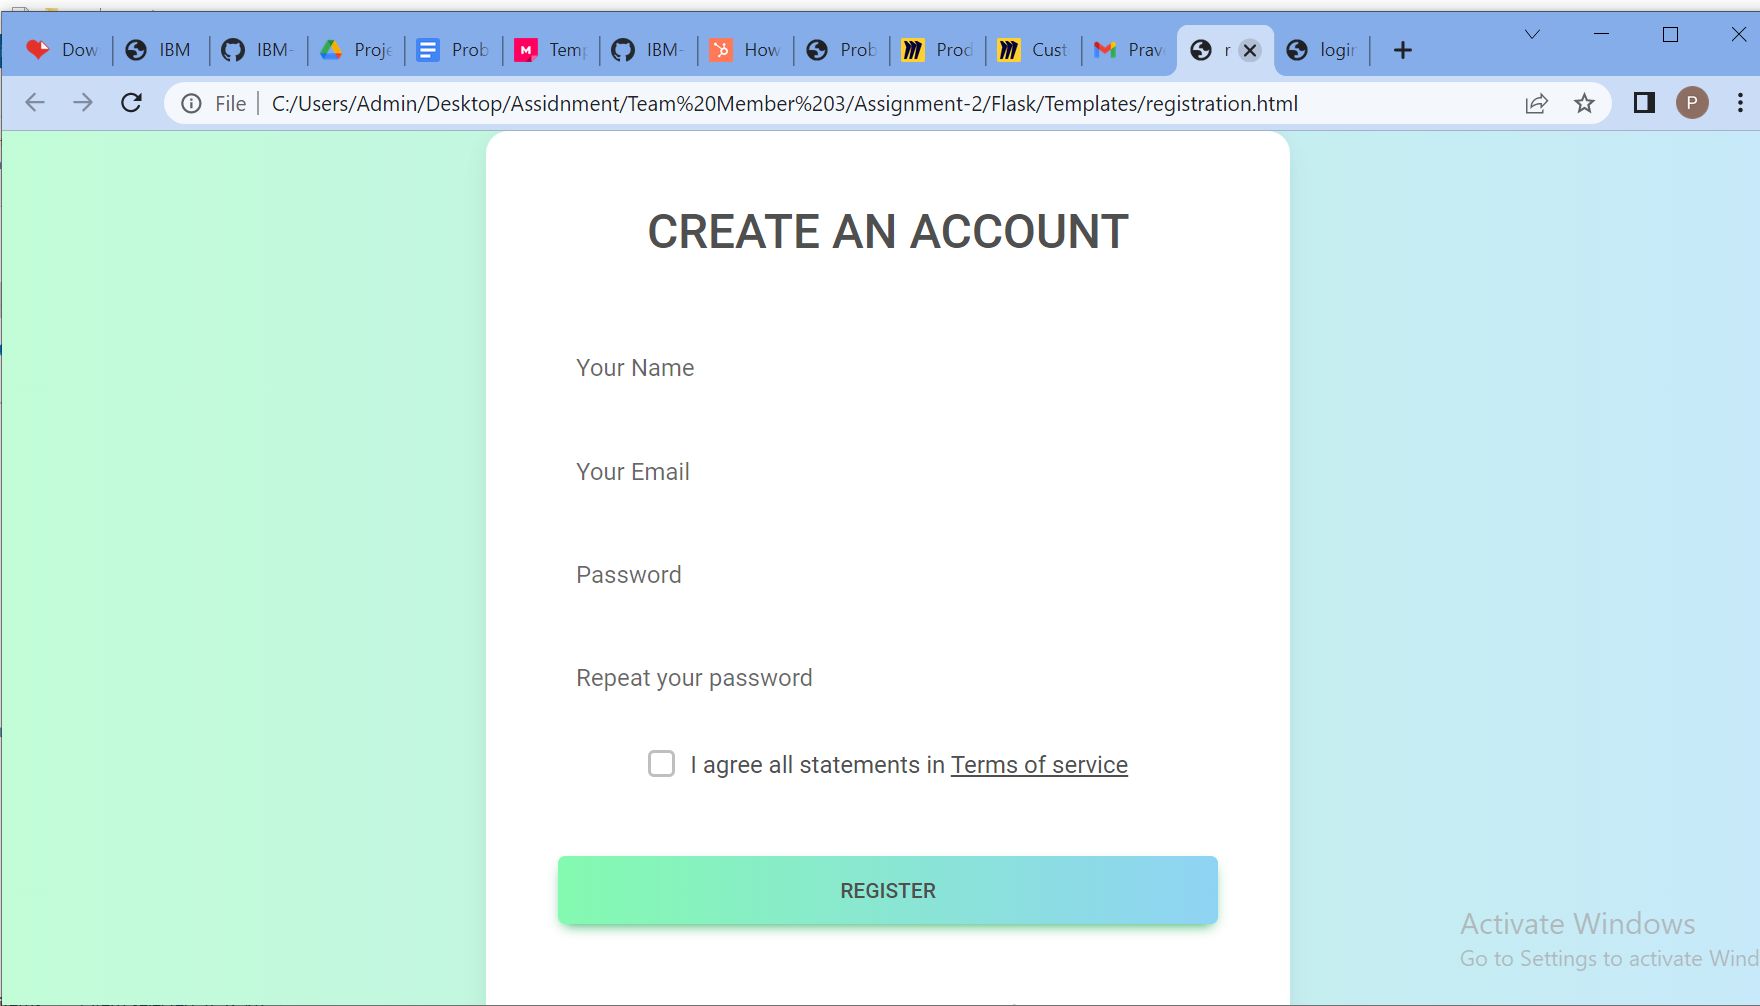 Dow IBM IBM- Proje Prob Temp IBM- How Prob Prod Cust Prav r login
File C:/Users/Admin/Desktop/Assidnment/Team%20Member%203/Assignment-2/Flask/Templates/registration.html P
CREATE AN ACCOUNT
Your Name
Your Email
Password
Repeat your password
I agree all statements in Terms of service
REGISTER
Activate Windows
Go to Settings to activate Wind